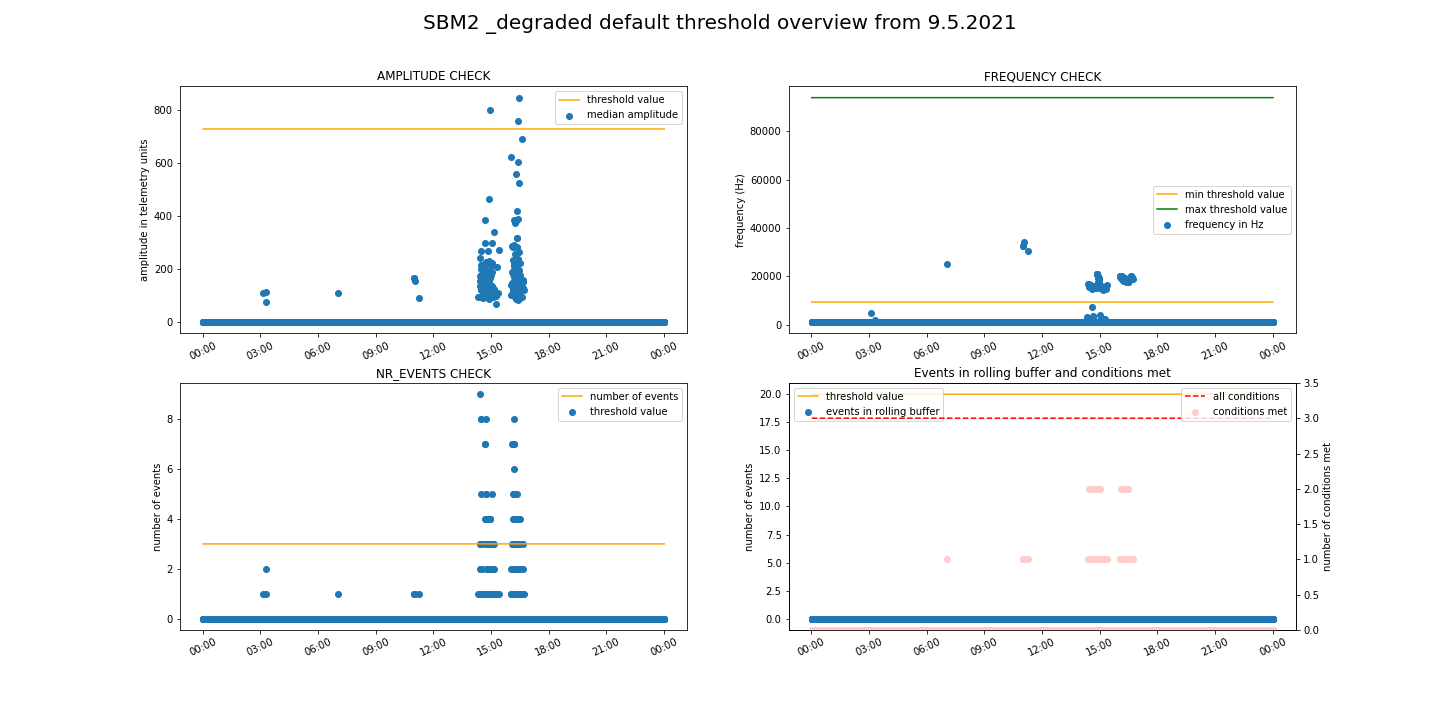 SBM2 _degraded default threshold overview from 9.5.2021
AMPLITUDE CHECK
amplitude in telemetry units
800
600
400
200
0
threshold value
median amplitude
00:00 03:00 06:00 09:00 12:00 15:00 18:00 21:00 00:00
FREQUENCY CHECK
frequency (Hz)
80000
60000
40000
20000
0
min threshold value
max threshold value
frequency in Hz
00:00 03:00 06:00 09:00 12:00 15:00 18:00 21:00 00:00
NR_EVENTS CHECK
number of events
8
6
4
2
0
number of events
threshold value
00:00 03:00 06:00 09:00 12:00 15:00 18:00 21:00 00:00
Events in rolling buffer and conditions met
number of events
20.0
17.5
15.0
12.5
10.0
7.5
5.0
2.5
0.0
threshold value
events in rolling buffer
all conditions
conditions met
3.5
3.0
2.5
2.0
1.5
1.0
0.5
0.0
number of conditions met
00:00 03:00 06:00 09:00 12:00 15:00 18:00 21:00 00:00